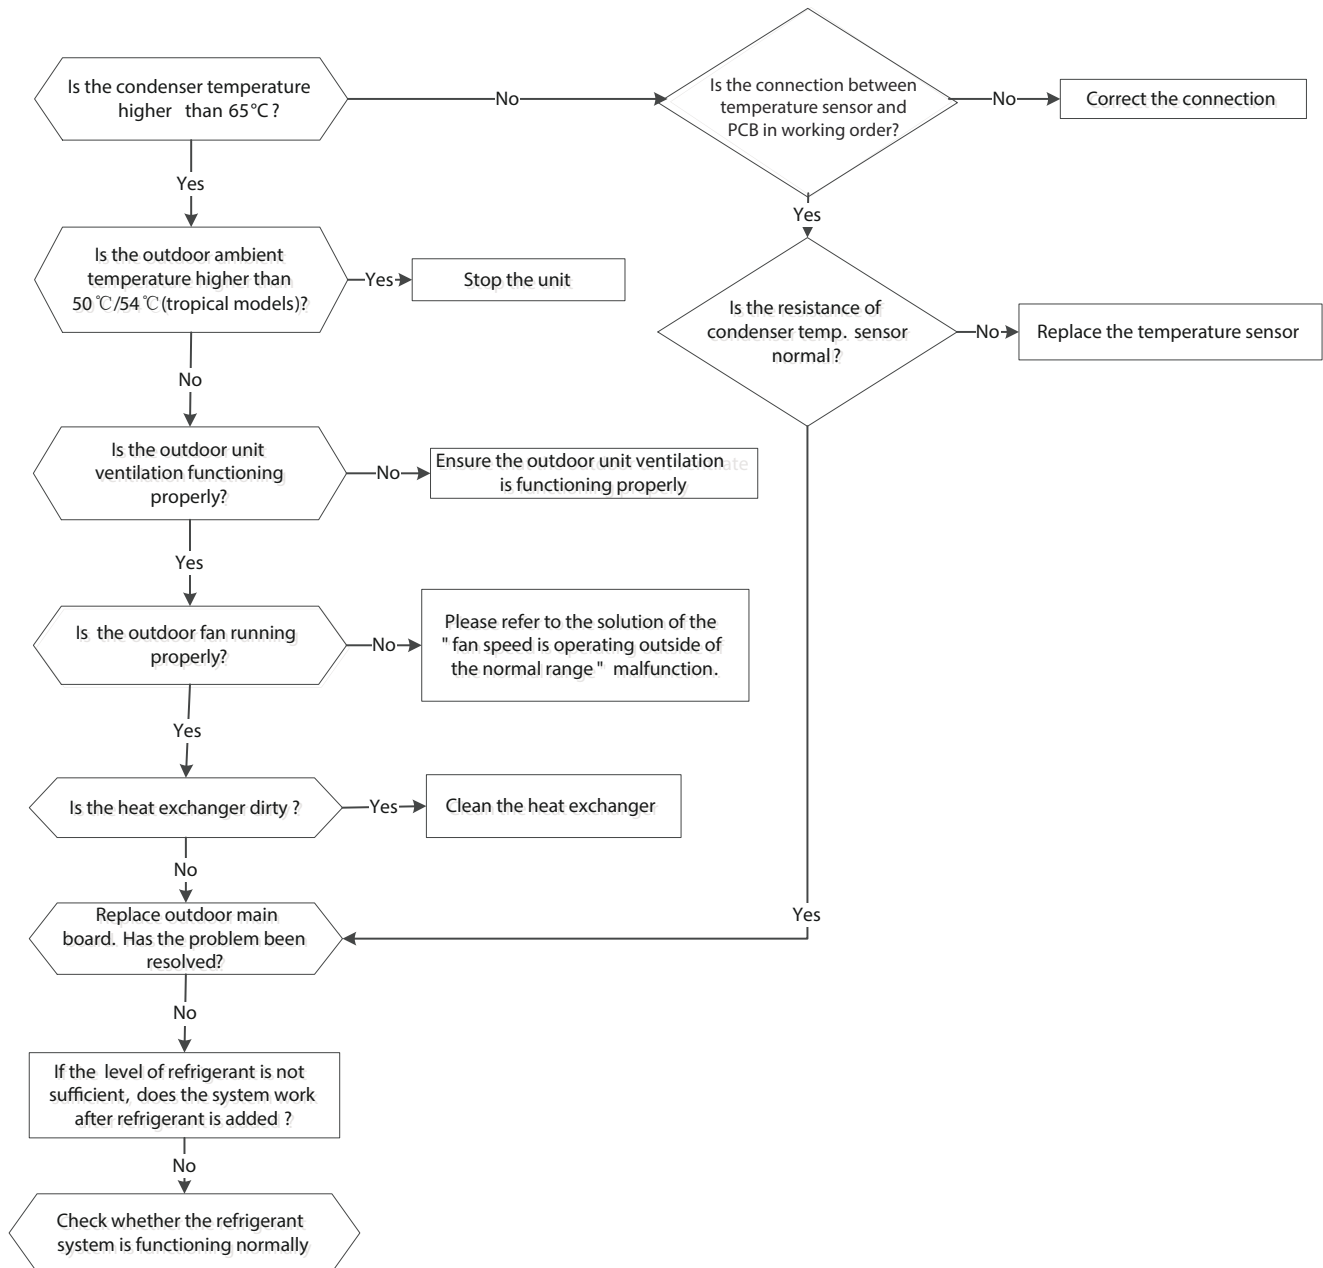 Is the condenser temperature
higher than 65°C?
No
Is the connection between
temperature sensor and
PCB in working order?
No
Correct the connection
Yes
Yes
Is the outdoor ambient
temperature higher than
50℃/54℃(tropical models)?
Yes
Stop the unit
Is the resistance of
condenser temp. sensor
normal?
No
Replace the temperature sensor
No
Is the outdoor unit
ventilation functioning
properly?
No
Ensure the outdoor unit ventilation
is functioning properly
Yes
Is the outdoor fan running
properly?
No
Please refer to the solution of the
"fan speed is operating outside of
the normal range" malfunction.
Yes
Is the heat exchanger dirty?
Yes
Clean the heat exchanger
No
Yes
Replace outdoor main
board. Has the problem been
resolved?
No
If the level of refrigerant is not
sufficient, does the system work
after refrigerant is added ?
No
Check whether the refrigerant
system is functioning normally